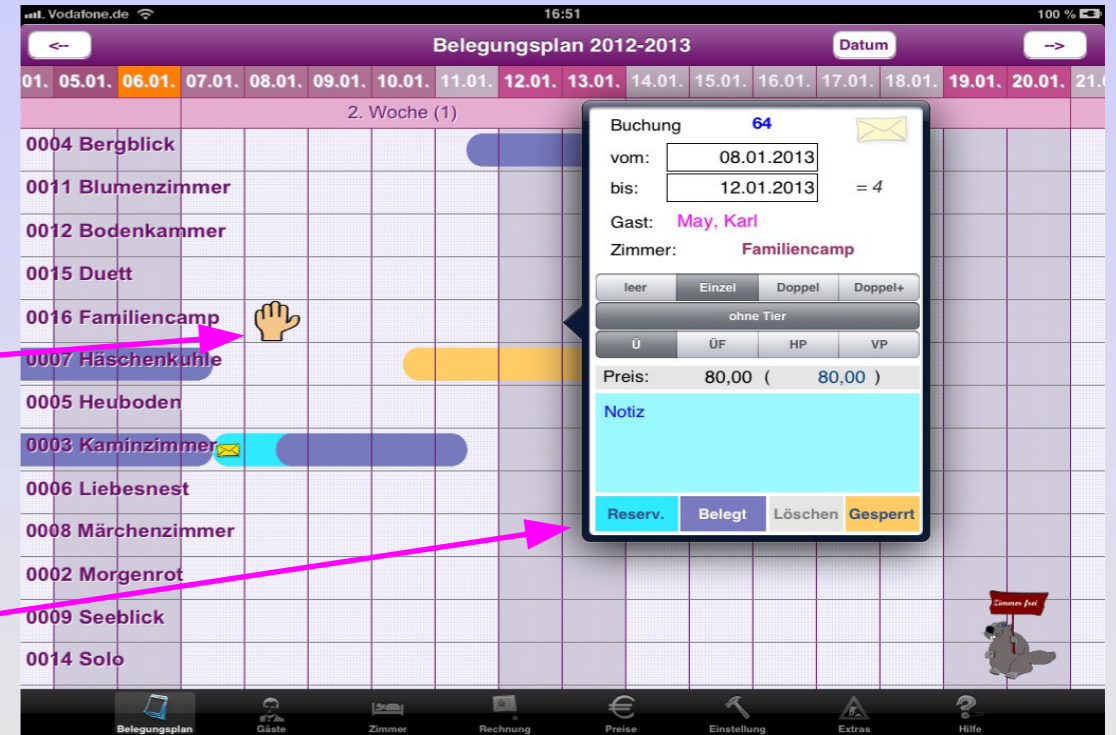 Vodafone.de 16:51 100 %
<-- Belegungsplan 2012-2013 Datum -->
01. 05.01. 06.01. 07.01. 08.01. 09.01. 10.01. 11.01. 12.01. 13.01. 14.01. 15.01. 16.01. 17.01. 18.01. 19.01. 20.01. 21.
2. Woche (1)
0004 Bergblick
0011 Blumenzimmer
0012 Bodenkammer
0015 Duett
0016 Familiencamp
0007 Häschenkuhle
0005 Heuboden
0003 Kaminzimmer
0006 Liebesnest
0008 Märchenzimmer
0002 Morgenrot
0009 Seeblick
0014 Solo
Buchung 64
vom: 08.01.2013
bis: 12.01.2013 = 4
Gast: May, Karl
Zimmer: Familiencamp
leer Einzel Doppel Doppel+
ohne Tier
Ü ÜF HP VP
Preis: 80,00 ( 80,00 )
Notiz
Reserv. Belegt Löschen Gesperrt
Zimmer frei
Belegungsplan Gäste Zimmer Rechnung Preise Einstellung Extras Hilfe